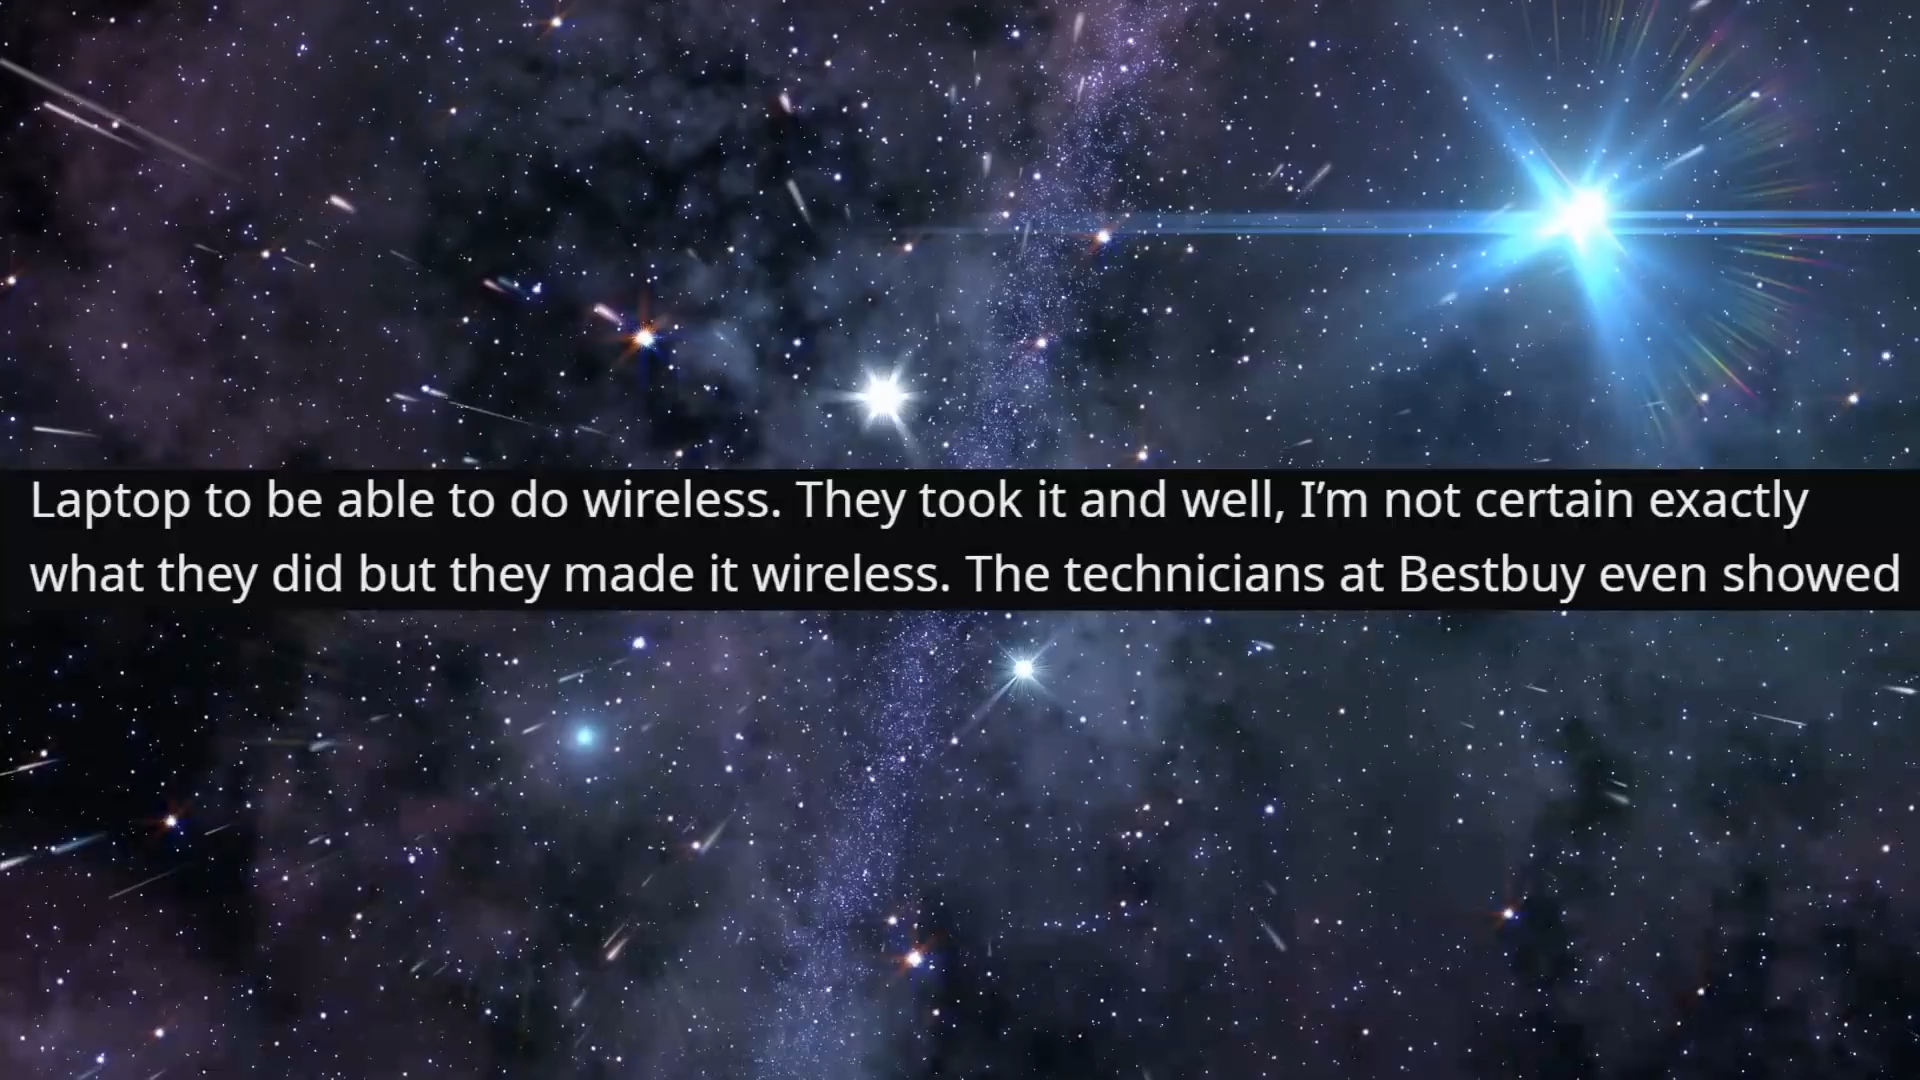 Laptop to be able to do wireless. They took it and well, I’m not certain exactly
what they did but they made it wireless. The technicians at Bestbuy even showed